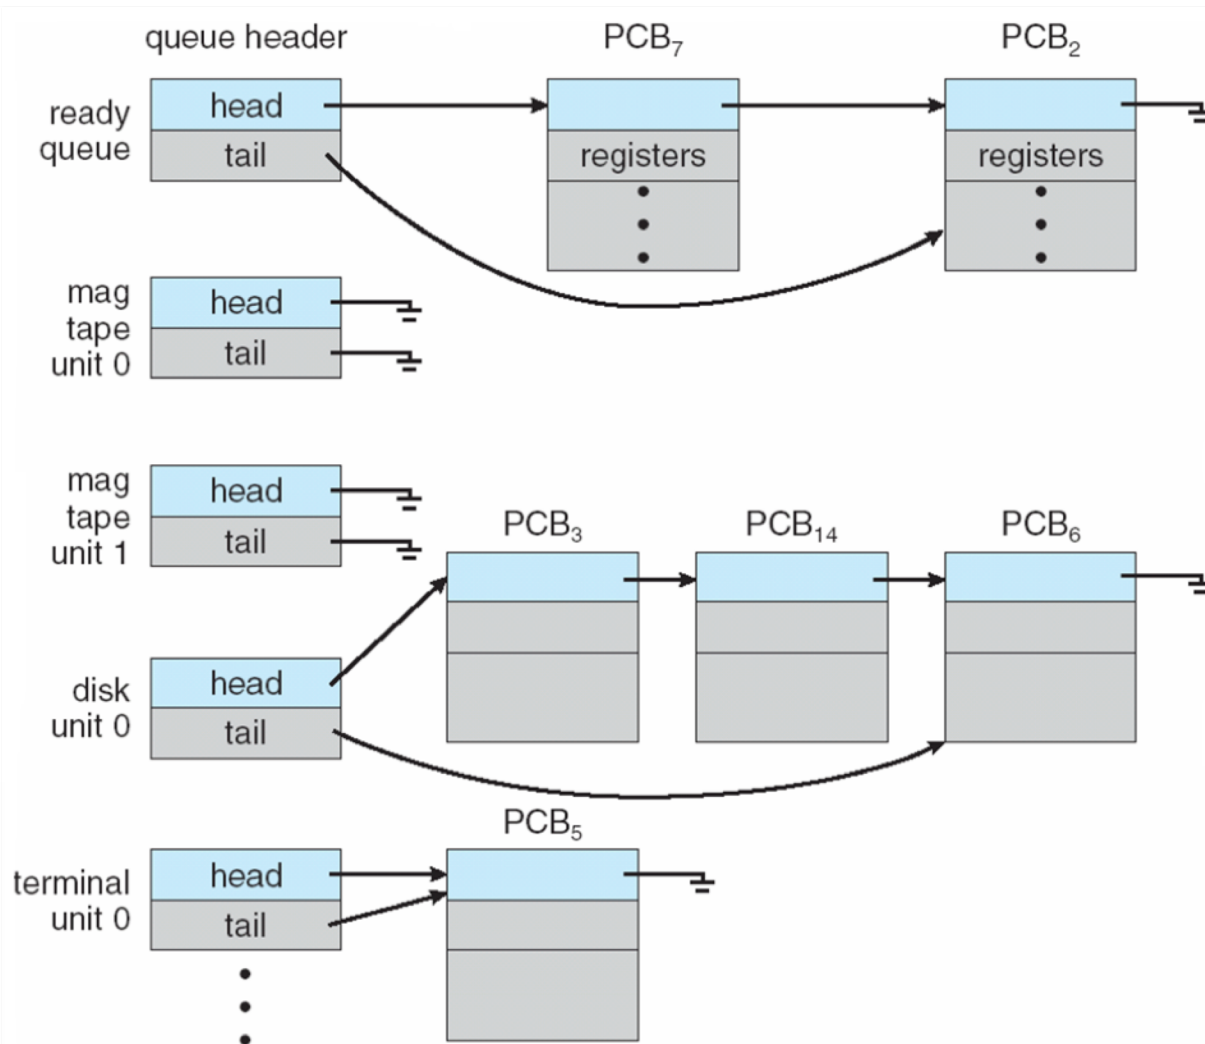 queue header
PCB₇
PCB₂
ready
queue
head
tail
registers
registers
mag
tape
unit 0
head
tail
mag
tape
unit 1
head
tail
PCB₃
PCB₁₄
PCB₆
disk
unit 0
head
tail
PCB₅
terminal
unit 0
head
tail